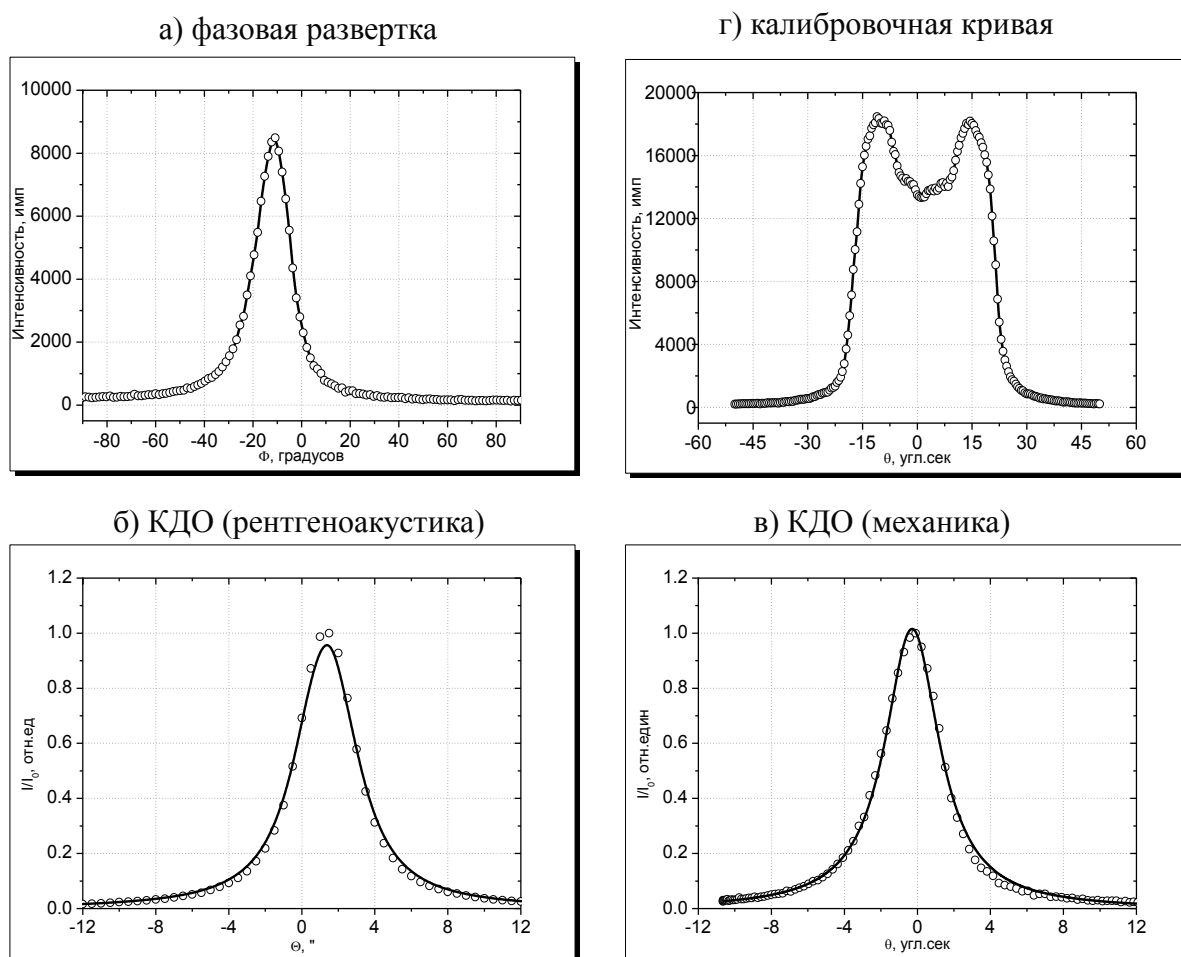 а) фазовая развертка
10000
8000
6000
4000
2000
0
Интенсивность, имп
-80 -60 -40 -20 0 20 40 60 80
Φ, градусов
г) калибровочная кривая
20000
16000
12000
8000
4000
0
Интенсивность, имп
-60 -45 -30 -15 0 15 30 45 60
θ, угл.сек
б) КДО (рентгеноакустика)
1.2
1.0
0.8
0.6
0.4
0.2
0.0
I/I₀, отн.ед
-12 -8 -4 0 4 8 12
Θ, "
в) КДО (механика)
1.2
1.0
0.8
0.6
0.4
0.2
0.0
I/I₀, отн.един
-12 -8 -4 0 4 8 12
θ, угл.сек